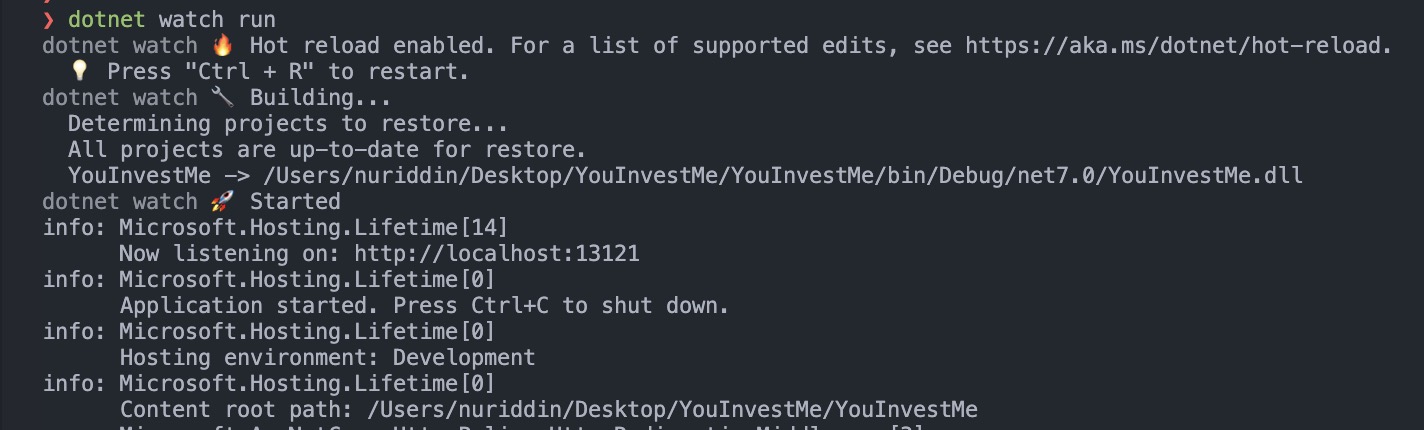 ❯ dotnet watch run
dotnet watch 🔥 Hot reload enabled. For a list of supported edits, see https://aka.ms/dotnet/hot-reload.
💡 Press "Ctrl + R" to restart.
dotnet watch 🔧 Building...
Determining projects to restore...
All projects are up-to-date for restore.
YouInvestMe -> /Users/nuriddin/Desktop/YouInvestMe/YouInvestMe/bin/Debug/net7.0/YouInvestMe.dll
dotnet watch 🚀 Started
info: Microsoft.Hosting.Lifetime[14]
Now listening on: http://localhost:13121
info: Microsoft.Hosting.Lifetime[0]
Application started. Press Ctrl+C to shut down.
info: Microsoft.Hosting.Lifetime[0]
Hosting environment: Development
info: Microsoft.Hosting.Lifetime[0]
Content root path: /Users/nuriddin/Desktop/YouInvestMe/YouInvestMe